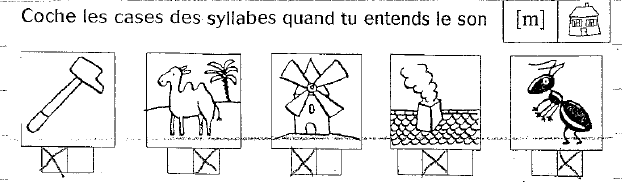 Coche les cases des syllabes quand tu entends le son [m]